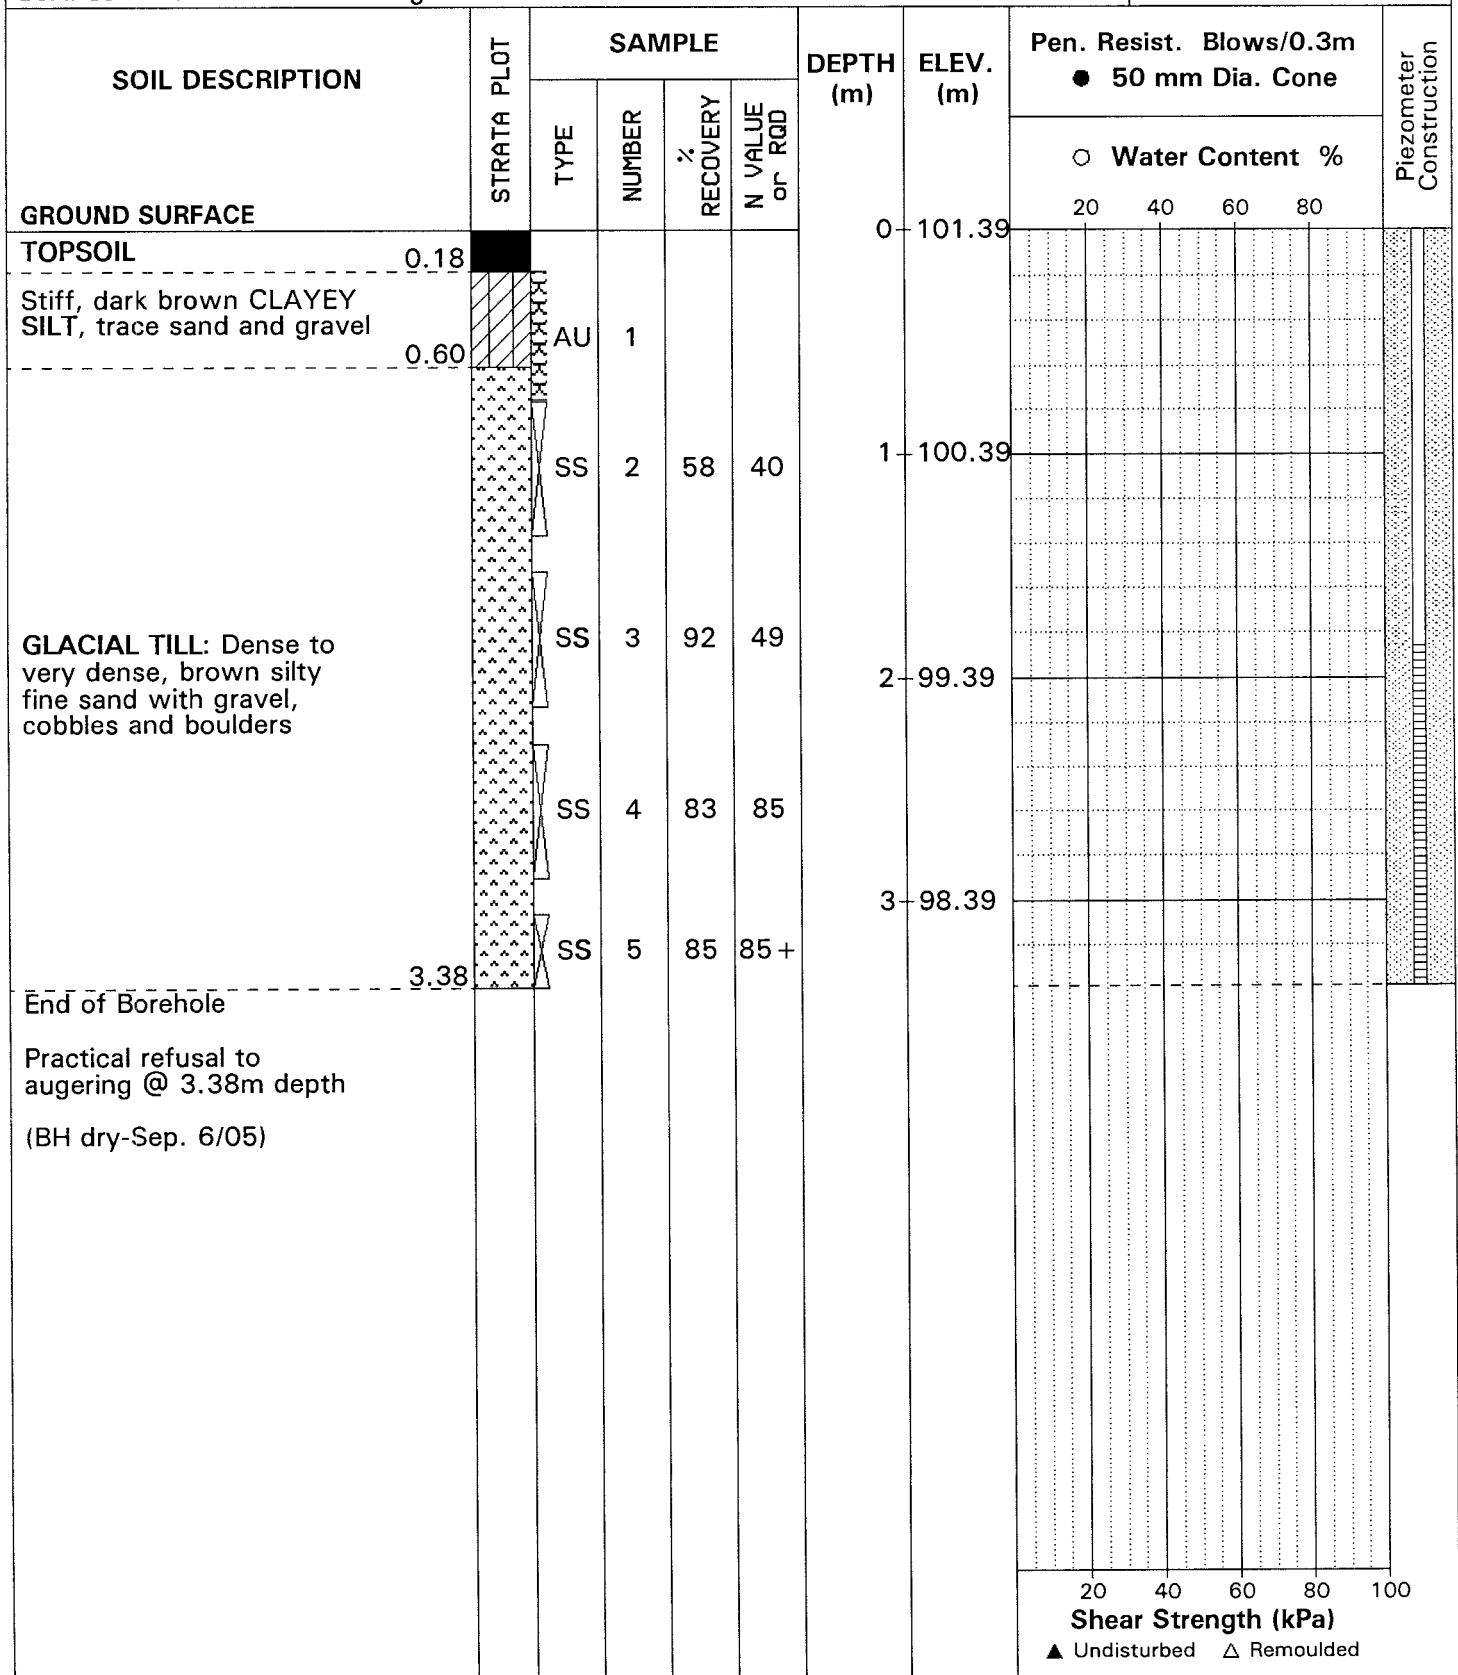 SOIL DESCRIPTION
GROUND SURFACE
STRATA PLOT
SAMPLE
TYPE
NUMBER
%
RECOVERY
N VALUE
or RQD
DEPTH
(m)
ELEV.
(m)
Pen. Resist. Blows/0.3m
● 50 mm Dia. Cone
○ Water Content %
20 40 60 80
Piezometer
Construction
0 101.39
TOPSOIL
0.18
Stiff, dark brown CLAYEY
SILT, trace sand and gravel
0.60
AU 1
SS 2 58 40
1 100.39
SS 3 92 49
GLACIAL TILL: Dense to
very dense, brown silty
fine sand with gravel,
cobbles and boulders
2 99.39
SS 4 83 85
3 98.39
SS 5 85 85+
3.38
End of Borehole
Practical refusal to
augering @ 3.38m depth
(BH dry-Sep. 6/05)
20 40 60 80 100
Shear Strength (kPa)
▲ Undisturbed △ Remoulded